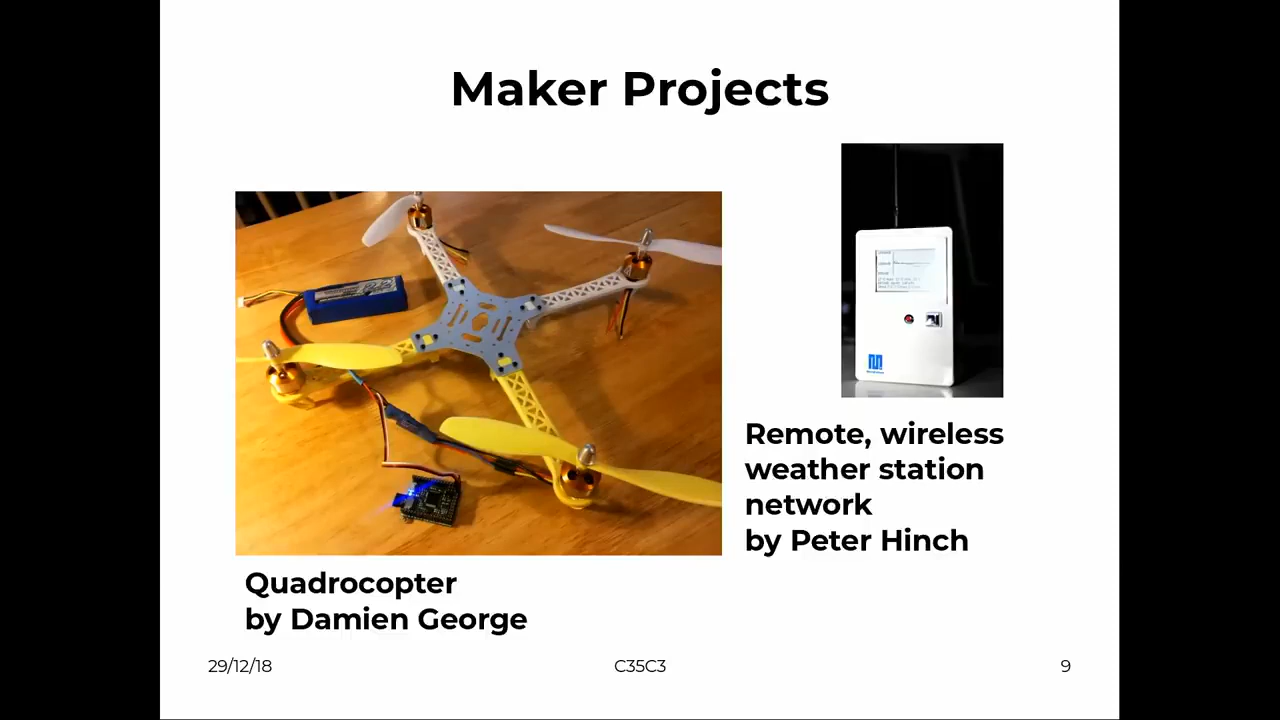 Maker Projects
Remote, wireless
weather station
network
by Peter Hinch
Quadrocopter
by Damien George
29/12/18
C35C3
9